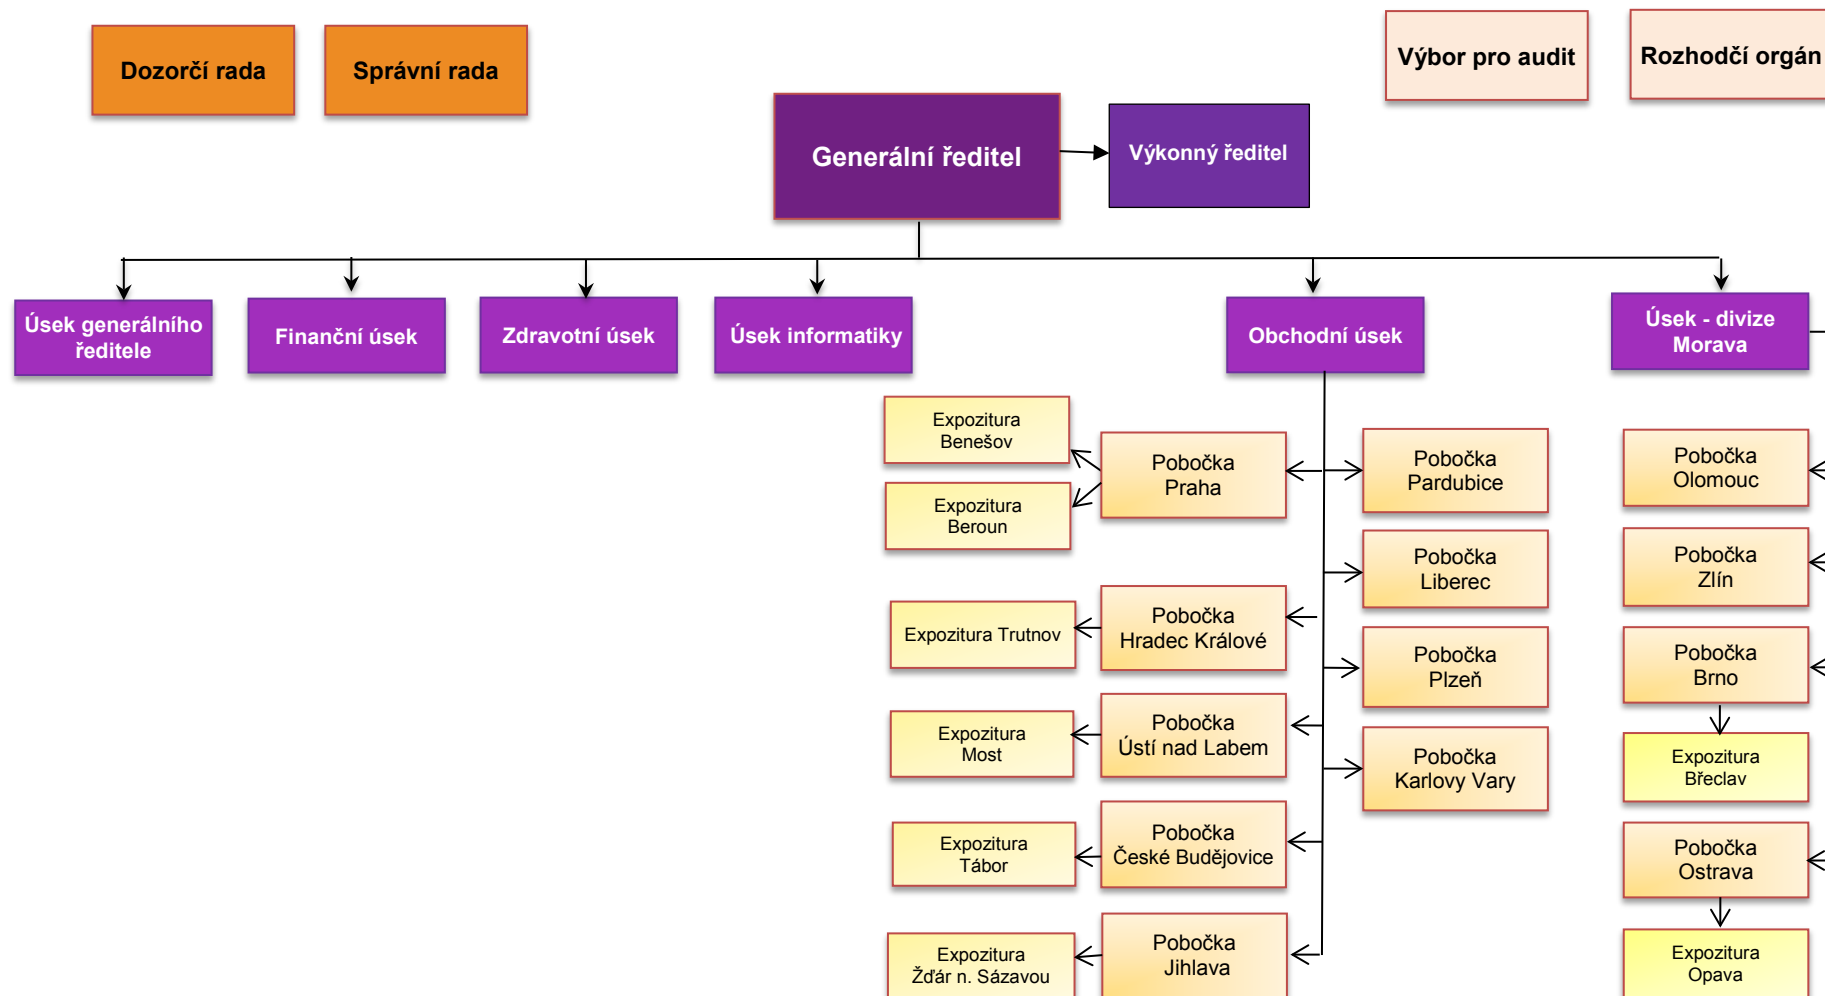 Dozorčí rada
Správní rada
Výbor pro audit
Rozhodčí orgán
Generální ředitel
Výkonný ředitel
Úsek generálního
ředitele
Finanční úsek
Zdravotní úsek
Úsek informatiky
Obchodní úsek
Úsek - divize
Morava
Expozitura
Benešov
Expozitura
Beroun
Pobočka
Praha
Pobočka
Pardubice
Pobočka
Olomouc
Pobočka
Liberec
Pobočka
Zlín
Expozitura Trutnov
Pobočka
Hradec Králové
Pobočka
Plzeň
Pobočka
Brno
Expozitura
Most
Pobočka
Ústí nad Labem
Pobočka
Karlovy Vary
Expozitura
Břeclav
Expozitura
Tábor
Pobočka
České Budějovice
Pobočka
Ostrava
Expozitura
Žďár n. Sázavou
Pobočka
Jihlava
Expozitura
Opava